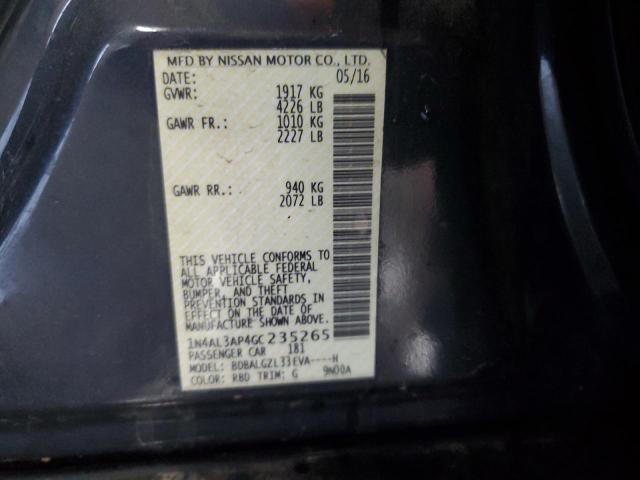 MFD BY NISSAN MOTOR CO., LTD.
DATE: 05/16
GVWR: 1917 KG
4226 LB
GAWR FR.: 1010 KG
2227 LB
GAWR RR.: 940 KG
2072 LB
THIS VEHICLE CONFORMS TO
ALL APPLICABLE FEDERAL
MOTOR VEHICLE SAFETY,
BUMPER, AND THEFT
PREVENTION STANDARDS IN
EFFECT ON THE DATE OF
MANUFACTURE SHOWN ABOVE.
1N4AL3AP4GC235265
PASSENGER CAR 181
MODEL: BDBALGZL33EVA----H
COLOR: RBD TRIM: G 9N00A